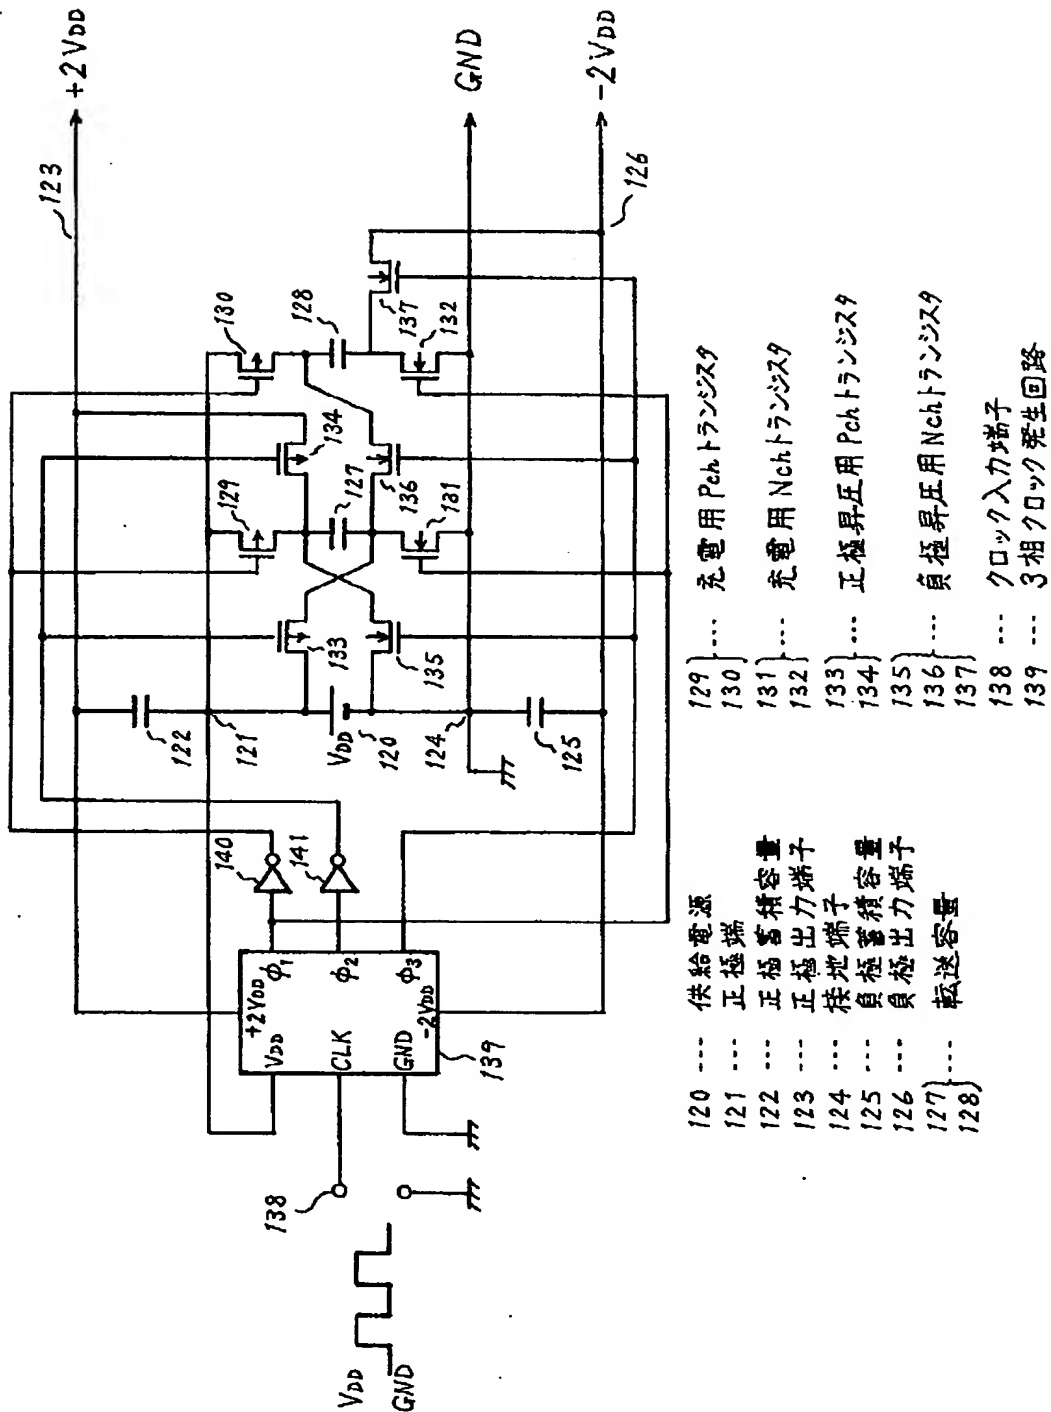 +2VDD
123
GND
-2VDD
126
130
128
137
132
134
127
136
129
131
133
135
122
121
VDD
120
124
125
140
141
+2VDD
VDD
CLK
GND
-2VDD
Φ1
Φ2
Φ3
139
138
VDD
GND
120 --- 供給電源
121 --- 正極端
122 --- 正極蓄積容量
123 --- 正極出力端子
124 --- 接地端子
125 --- 負極蓄積容量
126 --- 負極出力端子
127
128} --- 転送容量
129
130} --- 充電用Pchトランジスタ
131
132} --- 充電用Nchトランジスタ
133
134} --- 正極昇圧用Pchトランジスタ
135
136
137} --- 負極昇圧用Nchトランジスタ
138 --- クロック入力端子
139 --- 3相クロック発生回路